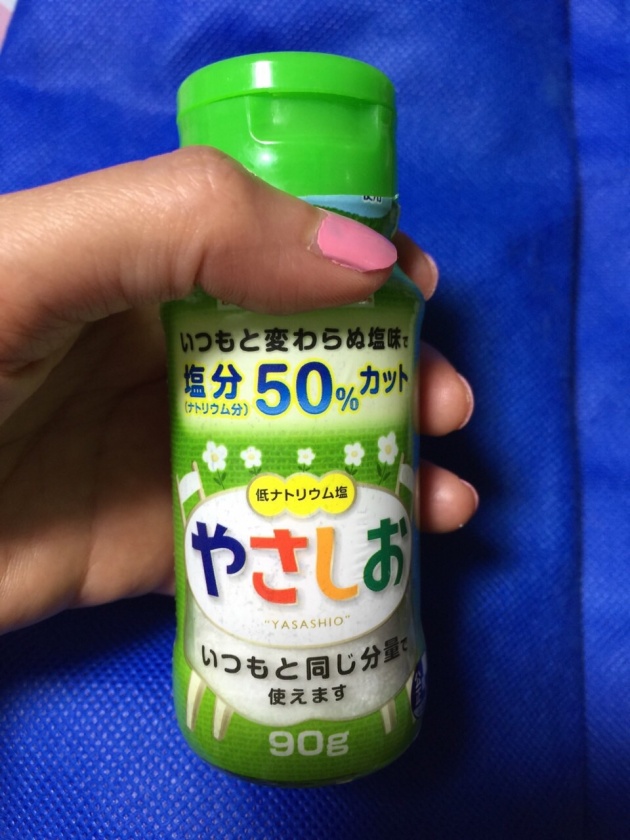 いつもと変わらぬ塩味で
塩分50%カット
(ナトリウム分)
低ナトリウム塩
やさしお
"YASASHIO"
いつもと同じ分量で
使えます
90g